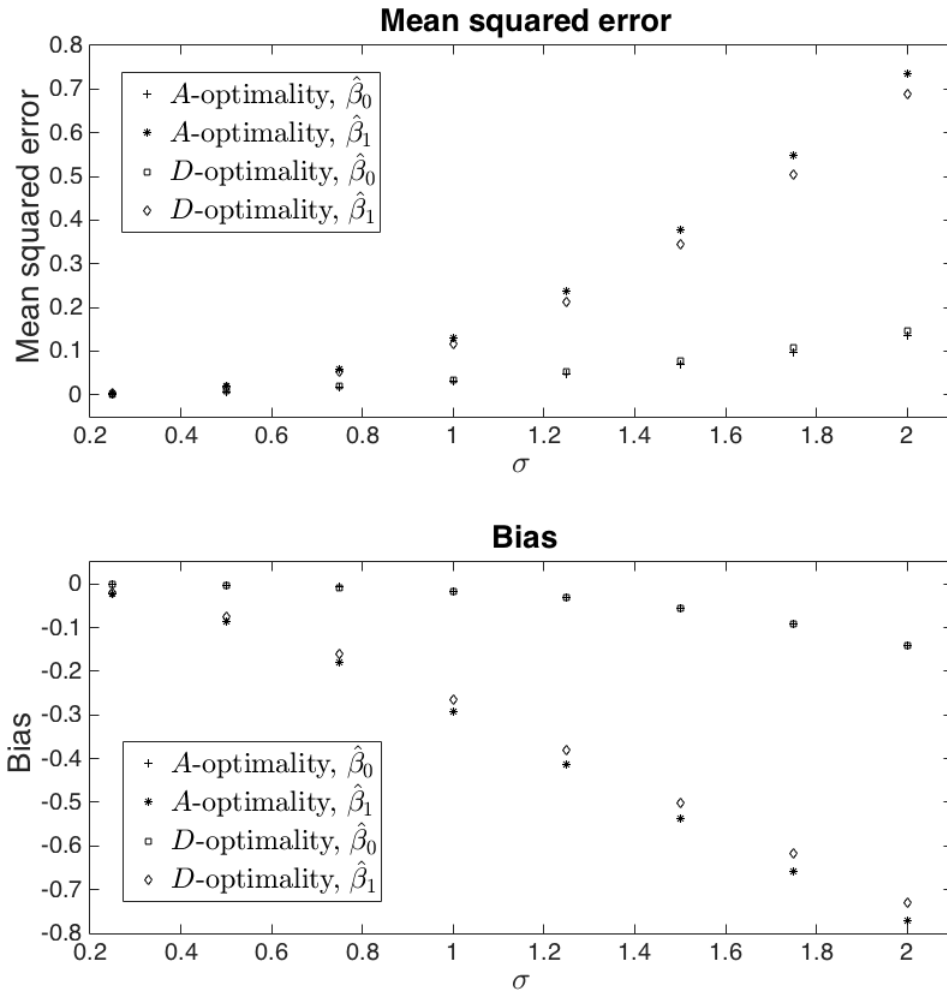 Mean squared error
Mean squared error
0.8
0.7
0.6
0.5
0.4
0.3
0.2
0.1
0
A-optimality, β̂₀
A-optimality, β̂₁
D-optimality, β̂₀
D-optimality, β̂₁
0.2 0.4 0.6 0.8 1 1.2 1.4 1.6 1.8 2
σ
Bias
Bias
0
-0.1
-0.2
-0.3
-0.4
-0.5
-0.6
-0.7
-0.8
A-optimality, β̂₀
A-optimality, β̂₁
D-optimality, β̂₀
D-optimality, β̂₁
0.2 0.4 0.6 0.8 1 1.2 1.4 1.6 1.8 2
σ